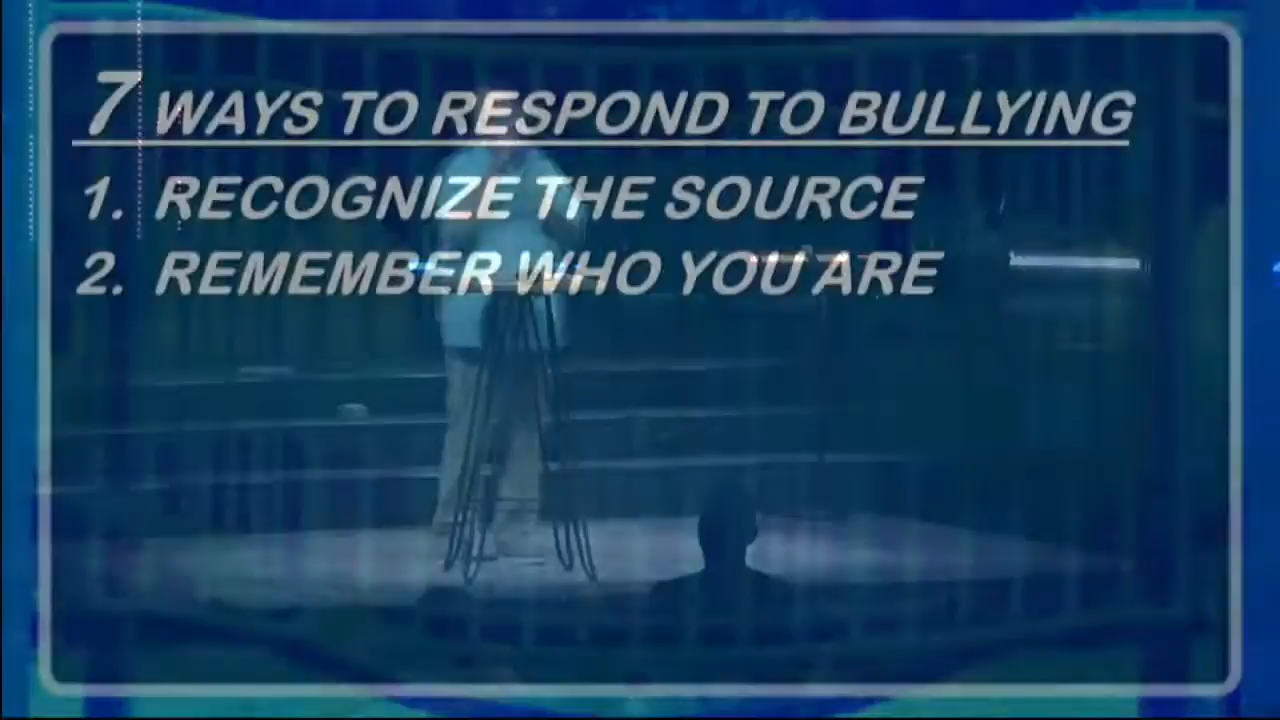 7 WAYS TO RESPOND TO BULLYING
1. RECOGNIZE THE SOURCE
2. REMEMBER WHO YOU ARE